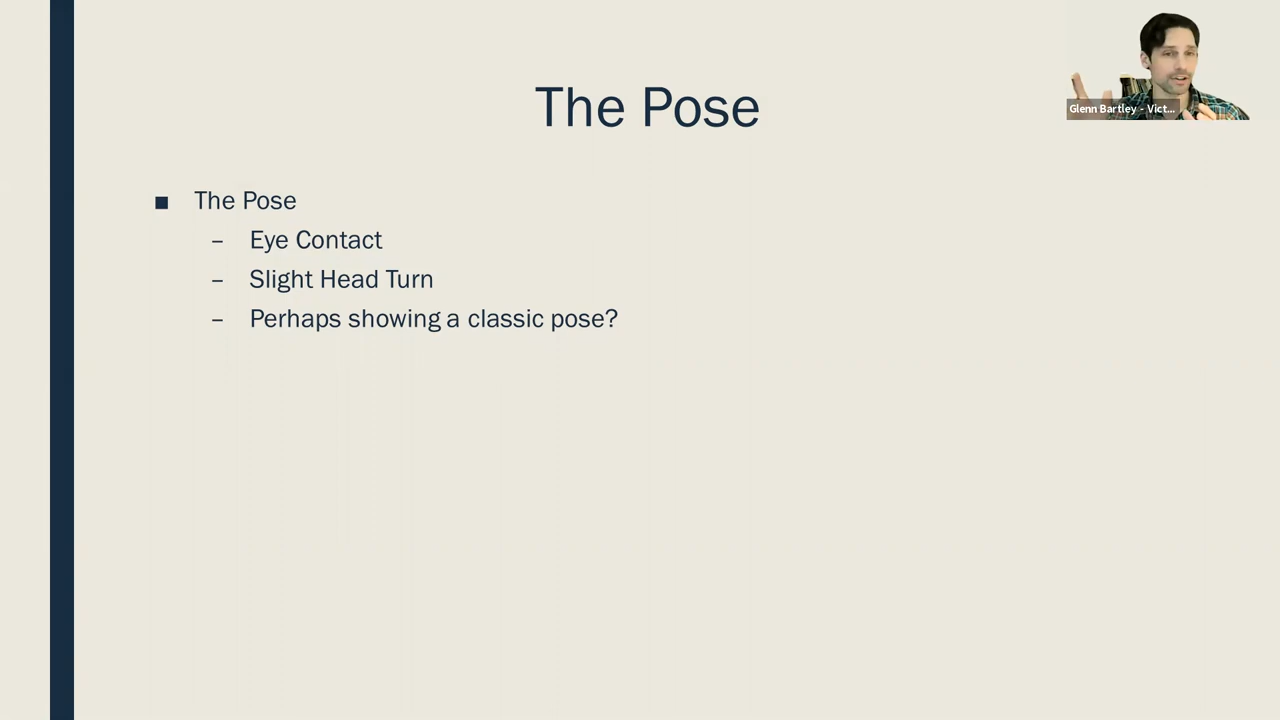 The Pose
Glenn Bartley - Vict...
■ The Pose
– Eye Contact
– Slight Head Turn
– Perhaps showing a classic pose?